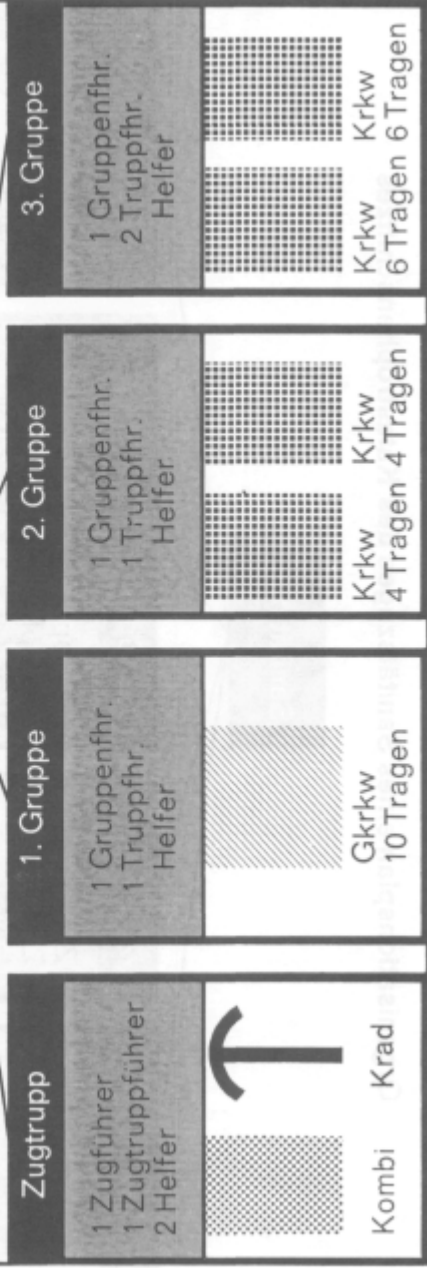 Zugtrupp
1 Zugführer
1 Zugtruppführer
2 Helfer
Kombi Krad
1. Gruppe
1 Gruppenfhr.
1 Truppfhr.
Helfer
Gkrkw
10 Tragen
2. Gruppe
1 Gruppenfhr.
1 Truppfhr.
Helfer
Krkw Krkw
4 Tragen 4 Tragen
3. Gruppe
1 Gruppenfhr.
2 Truppfhr.
Helfer
Krkw Krkw
6 Tragen 6 Tragen